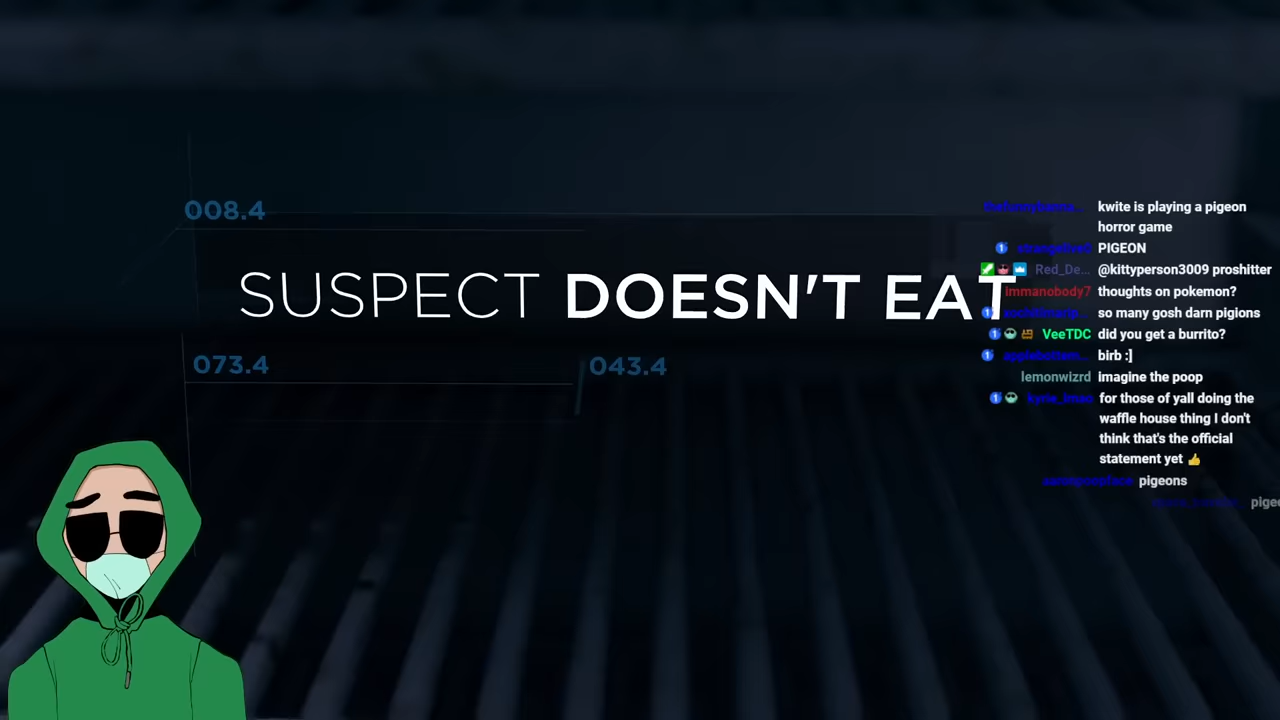 008.4
SUSPECT DOESN'T EAT
073.4
043.4
kwite is playing a pigeon
horror game
PIGEON
Red_De... @kittyperson3009 proshitter
immanobody7 thoughts on pokemon?
so many gosh darn pigions
VeeTDC did you get a burrito?
birb :]
lemonwizrd imagine the poop
kyrie_lmao for those of yall doing the
waffle house thing I don't
think that's the official
statement yet 👍
pigeons